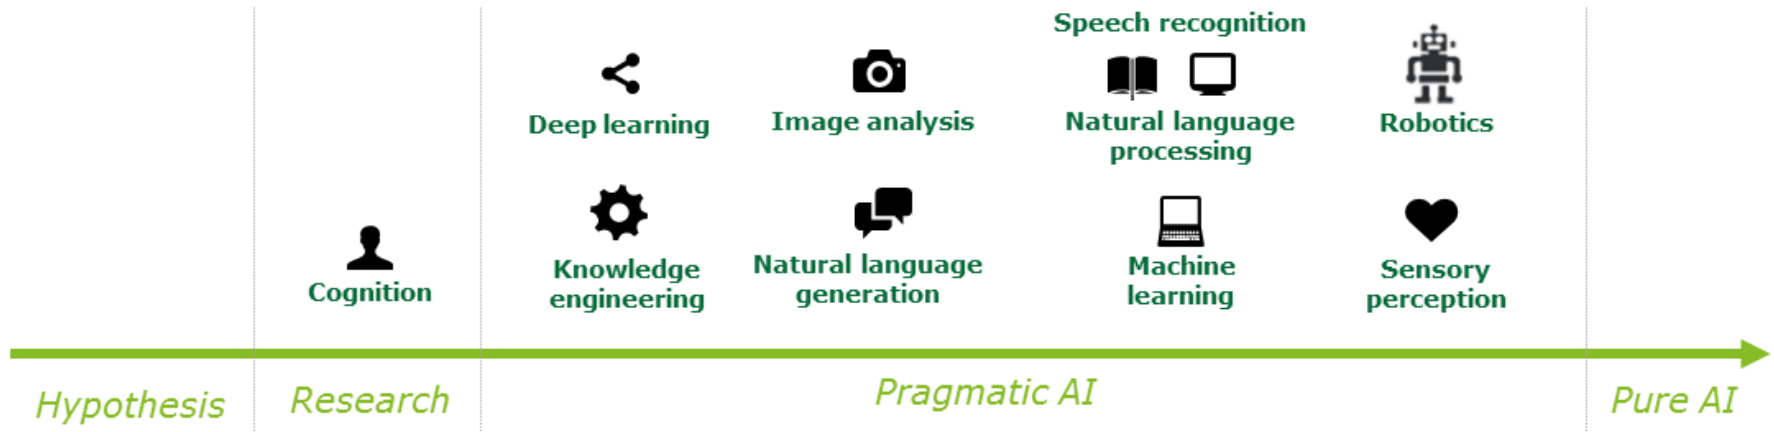 Speech recognition
Deep learning
Image analysis
Natural language
processing
Robotics
Cognition
Knowledge
engineering
Natural language
generation
Machine
learning
Sensory
perception
Hypothesis
Research
Pragmatic AI
Pure AI